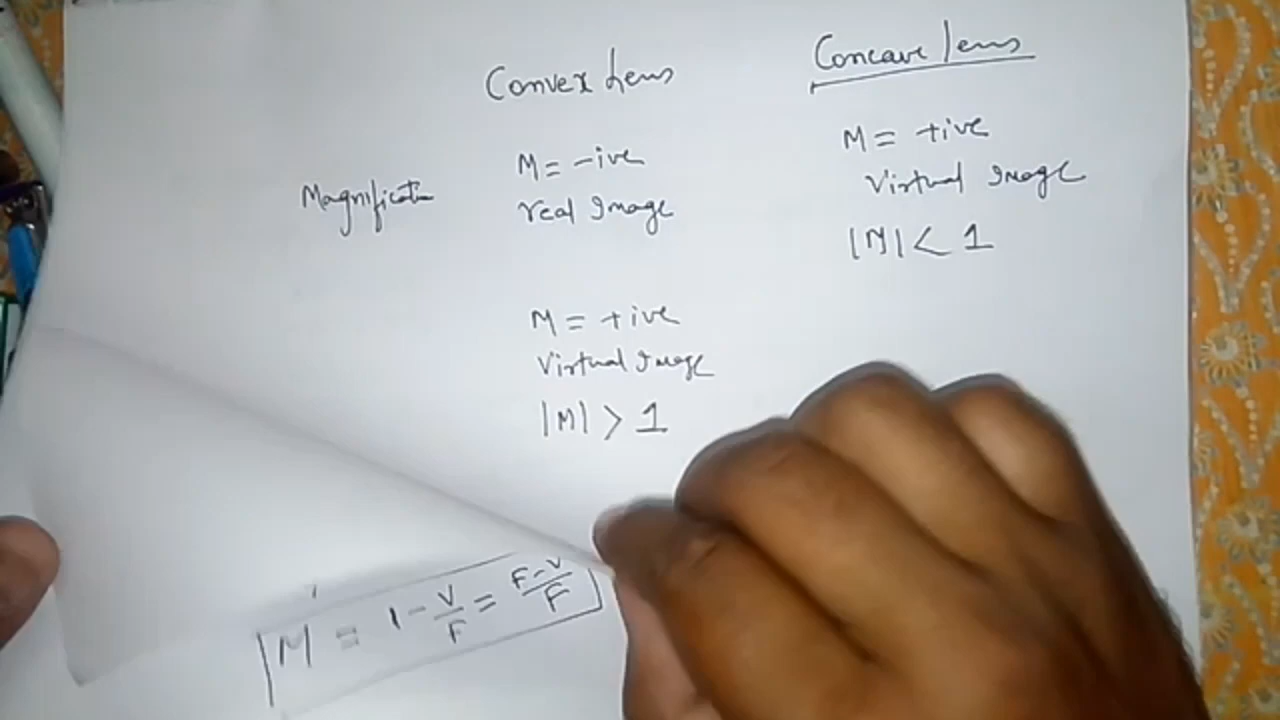 Convex Lens
Concave lens
Magnification
M = -ive
real Image
M = +ive
Virtual Image
|M| < 1
M = +ive
Virtual Image
|M| > 1
M = 1 - V/F = F-V/F